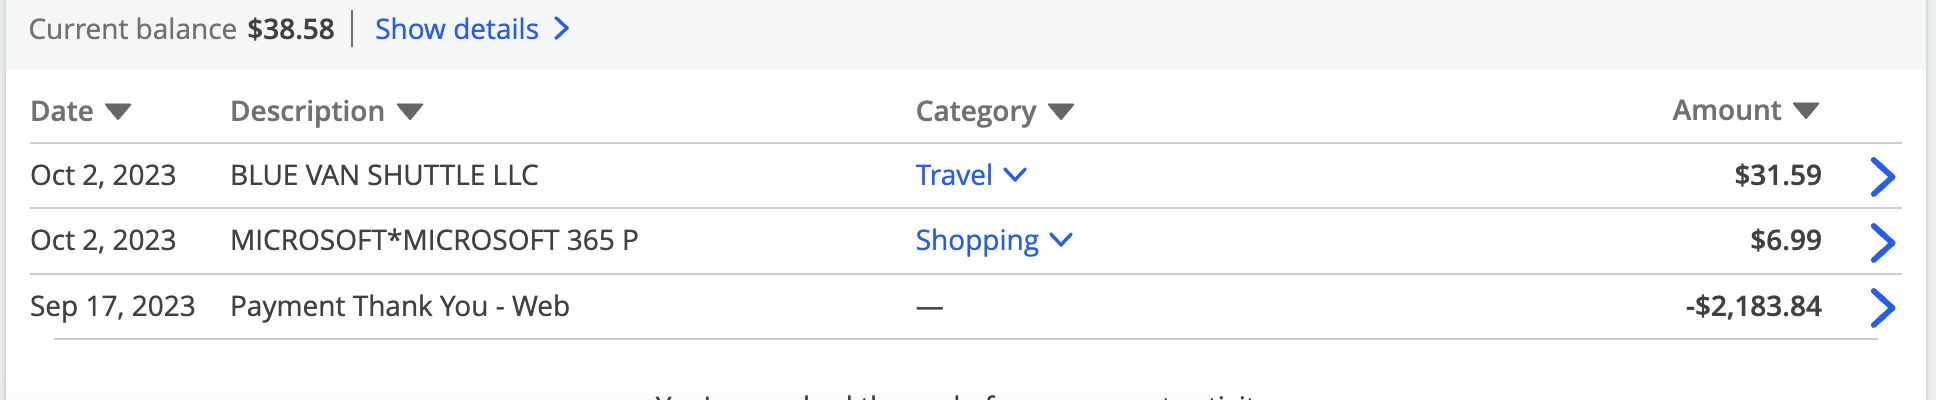 Current balance $38.58 | Show details
Date Description Category Amount
Oct 2, 2023 BLUE VAN SHUTTLE LLC Travel $31.59
Oct 2, 2023 MICROSOFT*MICROSOFT 365 P Shopping $6.99
Sep 17, 2023 Payment Thank You - Web — -$2,183.84